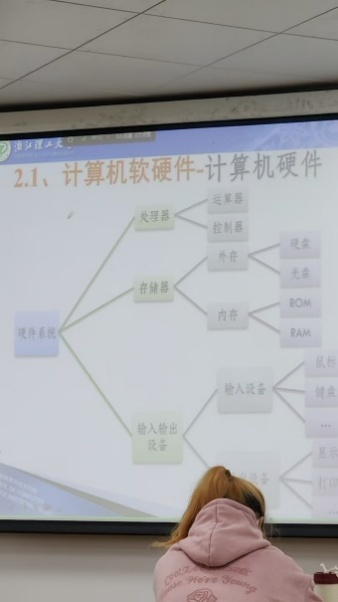 浙江理工大
2.1、计算机软硬件-计算机硬件
运算器
处理器
控制器
硬盘
外存
光盘
存储器
ROM
内存
RAM
硬件系统
鼠标
输入设备
键盘
...
输入输出
设备
显示
设备
打印
Young